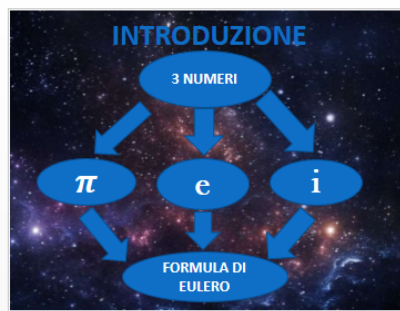 INTRODUZIONE
3 NUMERI
π e i
FORMULA DI
EULERO